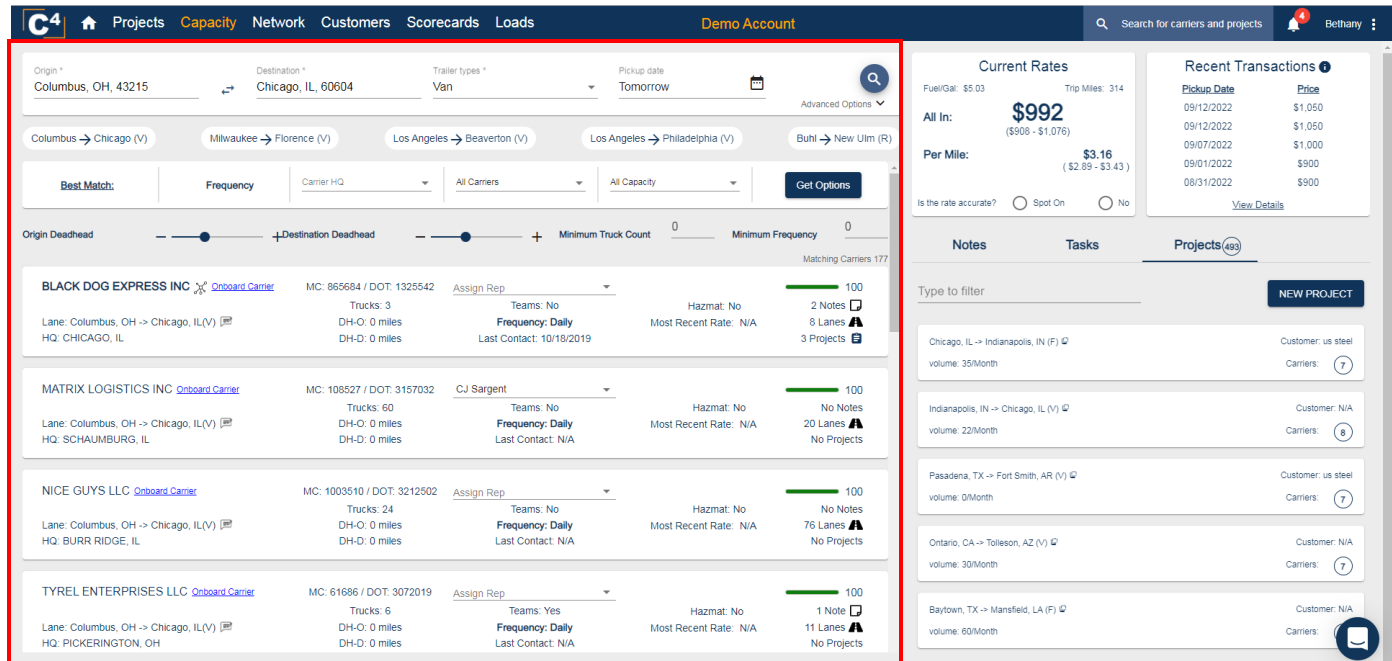 C4 Projects Capacity Network Customers Scorecards Loads Demo Account Search for carriers and projects 4 Bethany
Origin * Destination * Trailer types * Pickup date
Columbus, OH, 43215 Chicago, IL, 60604 Van Tomorrow
Advanced Options
Columbus → Chicago (V) Milwaukee → Florence (V) Los Angeles → Beaverton (V) Los Angeles → Philadelphia (V) Buhl → New Ulm (R)
Best Match: Frequency Carrier HQ All Carriers All Capacity Get Options
Origin Deadhead − + Destination Deadhead − + Minimum Truck Count 0 Minimum Frequency 0
Matching Carriers 177
BLACK DOG EXPRESS INC Onboard Carrier MC: 865684 / DOT: 1325542 Assign Rep 100
Trucks: 3 Teams: No Hazmat: No 2 Notes
Lane: Columbus, OH -> Chicago, IL(V) DH-O: 0 miles Frequency: Daily Most Recent Rate: N/A 8 Lanes
HQ: CHICAGO, IL DH-D: 0 miles Last Contact: 10/18/2019 3 Projects
MATRIX LOGISTICS INC Onboard Carrier MC: 108527 / DOT: 3157032 CJ Sargent 100
Trucks: 60 Teams: No Hazmat: No No Notes
Lane: Columbus, OH -> Chicago, IL(V) DH-O: 0 miles Frequency: Daily Most Recent Rate: N/A 20 Lanes
HQ: SCHAUMBURG, IL DH-D: 0 miles Last Contact: N/A No Projects
NICE GUYS LLC Onboard Carrier MC: 1003510 / DOT: 3212502 Assign Rep 100
Trucks: 24 Teams: No Hazmat: No No Notes
Lane: Columbus, OH -> Chicago, IL(V) DH-O: 0 miles Frequency: Daily Most Recent Rate: N/A 76 Lanes
HQ: BURR RIDGE, IL DH-D: 0 miles Last Contact: N/A No Projects
TYREL ENTERPRISES LLC Onboard Carrier MC: 61686 / DOT: 3072019 Assign Rep 100
Trucks: 6 Teams: Yes Hazmat: No 1 Note
Lane: Columbus, OH -> Chicago, IL(V) DH-O: 0 miles Frequency: Daily Most Recent Rate: N/A 11 Lanes
HQ: PICKERINGTON, OH DH-D: 0 miles Last Contact: N/A No Projects
Current Rates
Fuel/Gal: $5.03 Trip Miles: 314
All In: $992
($908 - $1,076)
Per Mile: $3.16
( $2.89 - $3.43 )
Is the rate accurate? Spot On No
Recent Transactions
Pickup Date Price
09/12/2022 $1,050
09/12/2022 $1,050
09/07/2022 $1,000
09/01/2022 $900
08/31/2022 $900
View Details
Notes Tasks Projects 493
Type to filter NEW PROJECT
Chicago, IL -> Indianapolis, IN (F) Customer: us steel
volume: 35/Month Carriers: 7
Indianapolis, IN -> Chicago, IL (V) Customer: N/A
volume: 22/Month Carriers: 8
Pasadena, TX -> Fort Smith, AR (V) Customer: us steel
volume: 0/Month Carriers: 7
Ontario, CA -> Tolleson, AZ (V) Customer: N/A
volume: 30/Month Carriers: 7
Baytown, TX -> Mansfield, LA (F) Customer: N/A
volume: 60/Month Carriers: